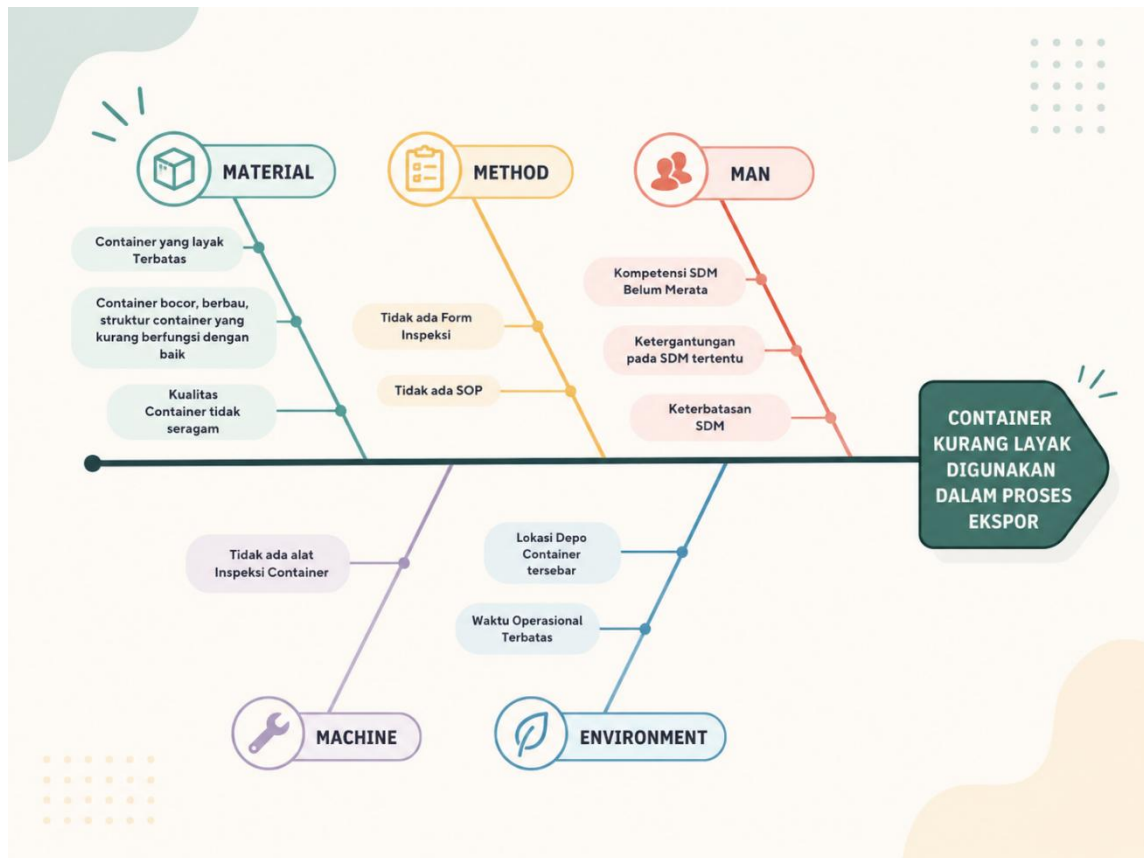 MATERIAL
METHOD
MAN
Container yang layak
Terbatas
Container bocor, berbau,
struktur container yang
kurang berfungsi dengan
baik
Kualitas
Container tidak
seragam
Tidak ada Form
Inspeksi
Tidak ada SOP
Kompetensi SDM
Belum Merata
Ketergantungan
pada SDM tertentu
Keterbatasan
SDM
CONTAINER
KURANG LAYAK
DIGUNAKAN
DALAM PROSES
EKSPOR
Tidak ada alat
Inspeksi Container
Lokasi Depo
Container
tersebar
Waktu Operasional
Terbatas
MACHINE
ENVIRONMENT